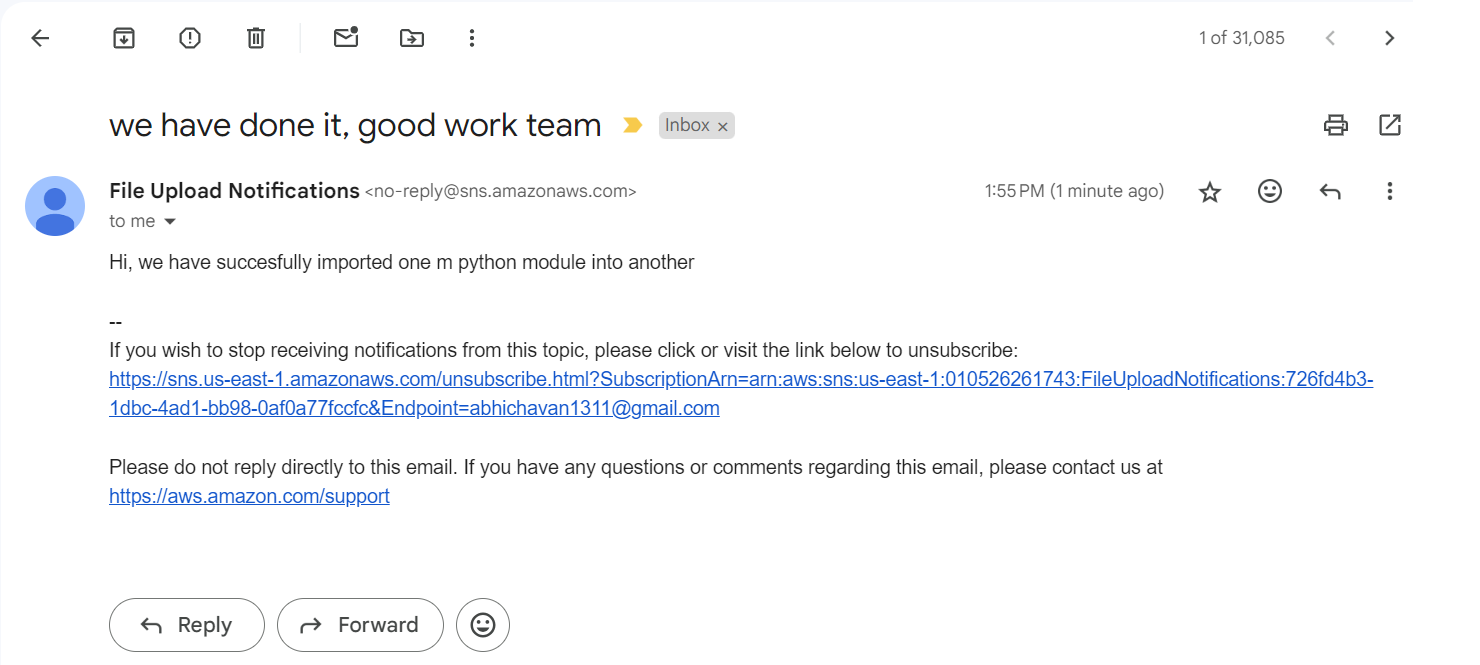 1 of 31,085
we have done it, good work team Inbox ×
File Upload Notifications <no-reply@sns.amazonaws.com> 1:55 PM (1 minute ago)
to me
Hi, we have succesfully imported one m python module into another
--
If you wish to stop receiving notifications from this topic, please click or visit the link below to unsubscribe:
https://sns.us-east-1.amazonaws.com/unsubscribe.html?SubscriptionArn=arn:aws:sns:us-east-1:010526261743:FileUploadNotifications:726fd4b3-
1dbc-4ad1-bb98-0af0a77fccfc&Endpoint=abhichavan1311@gmail.com
Please do not reply directly to this email. If you have any questions or comments regarding this email, please contact us at
https://aws.amazon.com/support
Reply Forward